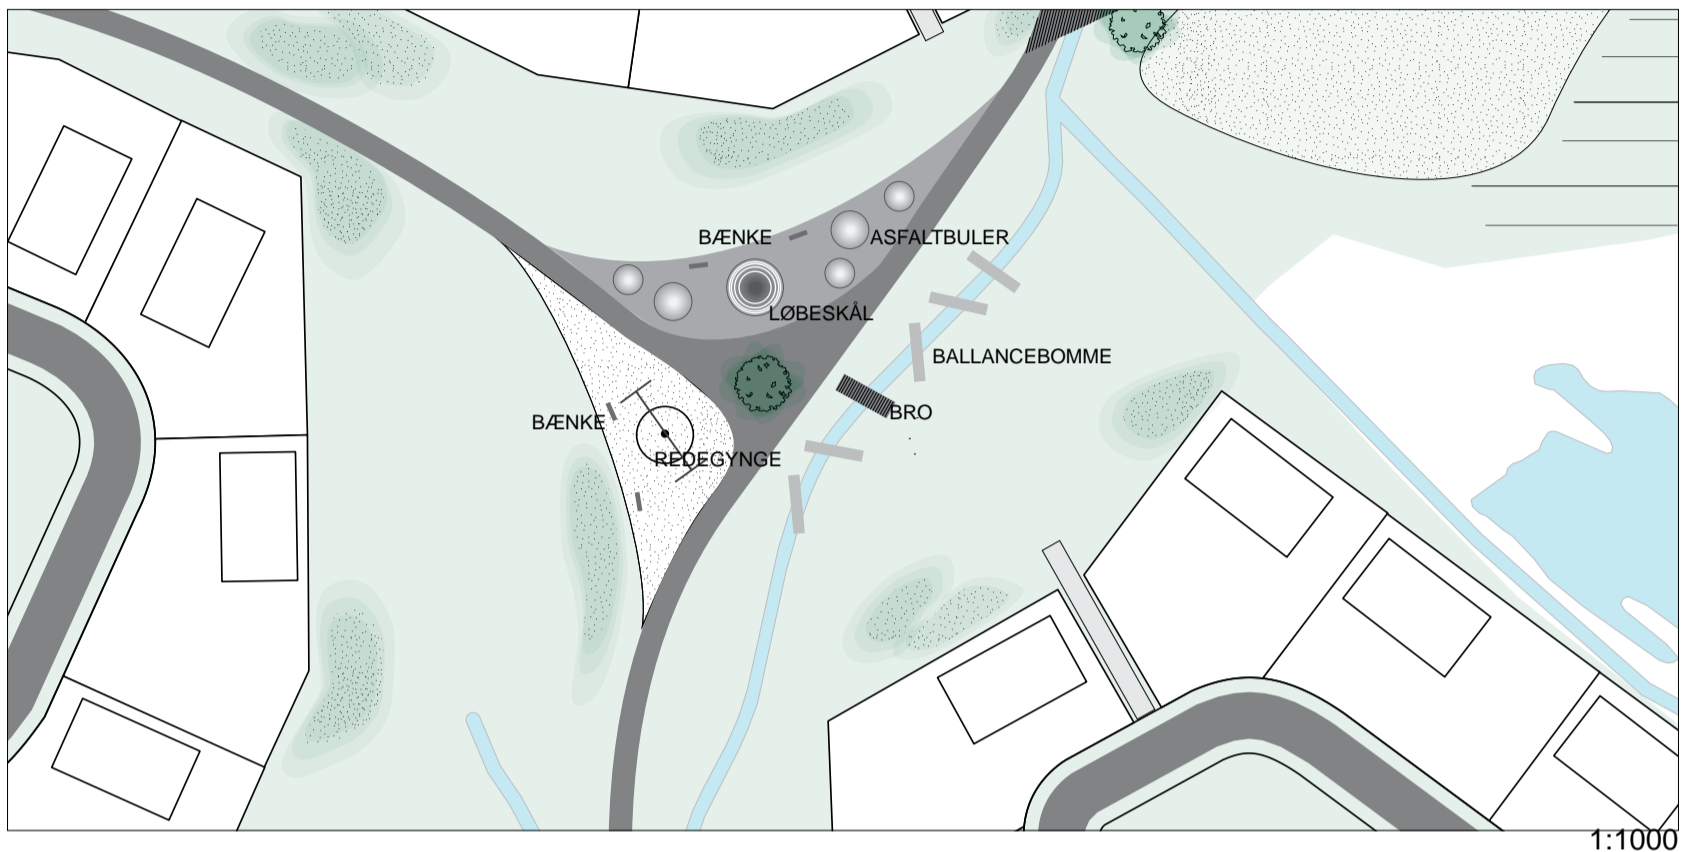 BÆNKE
ASFALTBULER
LØBESKÅL
BALLANCEBOMME
BRO
BÆNKE
REDEGYNGE
1:1000